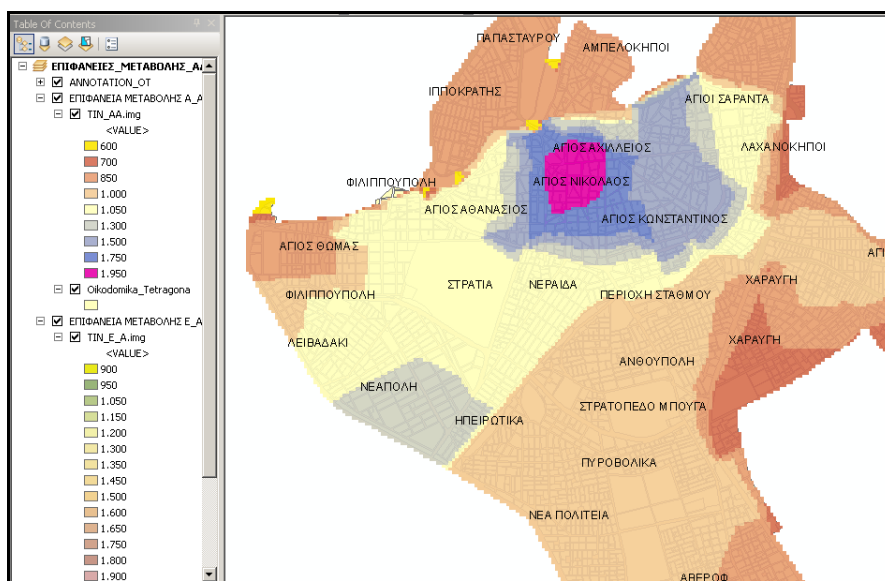 Table Of Contents
ΕΠΙΦΑΝΕΙΕΣ_ΜΕΤΑΒΟΛΗΣ_ΑΑ
ANNOTATION_OT
ΕΠΙΦΑΝΕΙΑ ΜΕΤΑΒΟΛΗΣ Α_Α
TIN_AA.img
<VALUE>
600
700
850
1.000
1.050
1.300
1.500
1.750
1.950
Oikodomika_Tetragona
ΕΠΙΦΑΝΕΙΑ ΜΕΤΑΒΟΛΗΣ Ε_Α
TIN_E_A.img
<VALUE>
900
950
1.050
1.150
1.200
1.300
1.350
1.450
1.500
1.600
1.650
1.750
1.800
1.900
ΠΑΠΑΣΤΑΥΡΟΥ
ΑΜΠΕΛΟΚΗΠΟΙ
ΙΠΠΟΚΡΑΤΗΣ
ΑΓΙΟΙ ΣΑΡΑΝΤΑ
ΑΓΙΟΣ ΑΧΙΛΛΕΙΟΣ
ΛΑΧΑΝΟΚΗΠΟΙ
ΦΙΛΙΠΠΟΥΠΟΛΗ
ΑΓΙΟΣ ΝΙΚΟΛΑΟΣ
ΑΓΙΟΣ ΑΘΑΝΑΣΙΟΣ
ΑΓΙΟΣ ΚΩΝΣΤΑΝΤΙΝΟΣ
ΑΓΙΟΣ ΘΩΜΑΣ
ΑΓΙ
ΣΤΡΑΤΙΑ
ΝΕΡΑΙΔΑ
ΧΑΡΑΥΓΗ
ΦΙΛΙΠΠΟΥΠΟΛΗ
ΠΕΡΙΟΧΗ ΣΤΑΘΜΟΥ
ΛΕΙΒΑΔΑΚΙ
ΧΑΡΑΥΓΗ
ΑΝΘΟΥΠΟΛΗ
ΝΕΑΠΟΛΗ
ΣΤΡΑΤΟΠΕΔΟ ΜΠΟΥΓΑ
ΗΠΕΙΡΩΤΙΚΑ
ΠΥΡΟΒΟΛΙΚΑ
ΝΕΑ ΠΟΛΙΤΕΙΑ
ΑΒΕΡΩΦ